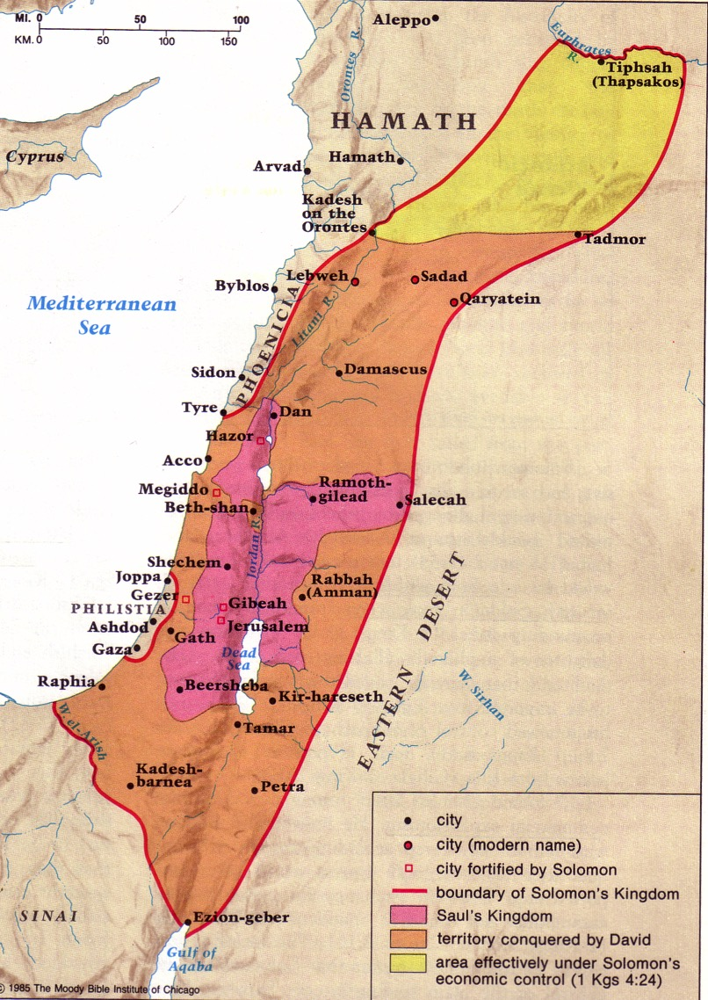 MI. 0 50 100
KM. 0 50 100 150
Aleppo
Orontes R.
Euphrates
R.
Tiphsah
(Thapsakos)
HAMATH
Cyprus
Arvad
Hamath
Kadesh
on the
Orontes
Tadmor
Lebweh
Sadad
Byblos
Qaryatein
Mediterranean
Sea
PHOENICIA
Litani R.
Sidon
Damascus
Tyre
Dan
Hazor
Acco
Megiddo
Ramoth-
gilead
Beth-shan
Salecah
Jordan R.
Shechem
Joppa
Rabbah
(Amman)
Gezer
Gibeah
PHILISTIA
Ashdod
Jerusalem
Gath
Gaza
Dead
Sea
EASTERN DESERT
Raphia
Beersheba
Kir-hareseth
W. Sirhan
W. el-Arish
Tamar
Kadesh-
barnea
Petra
SINAI
Ezion-geber
Gulf of
Aqaba
city
city (modern name)
city fortified by Solomon
boundary of Solomon's Kingdom
Saul's Kingdom
territory conquered by David
area effectively under Solomon's
economic control (1 Kgs 4:24)
© 1985 The Moody Bible Institute of Chicago